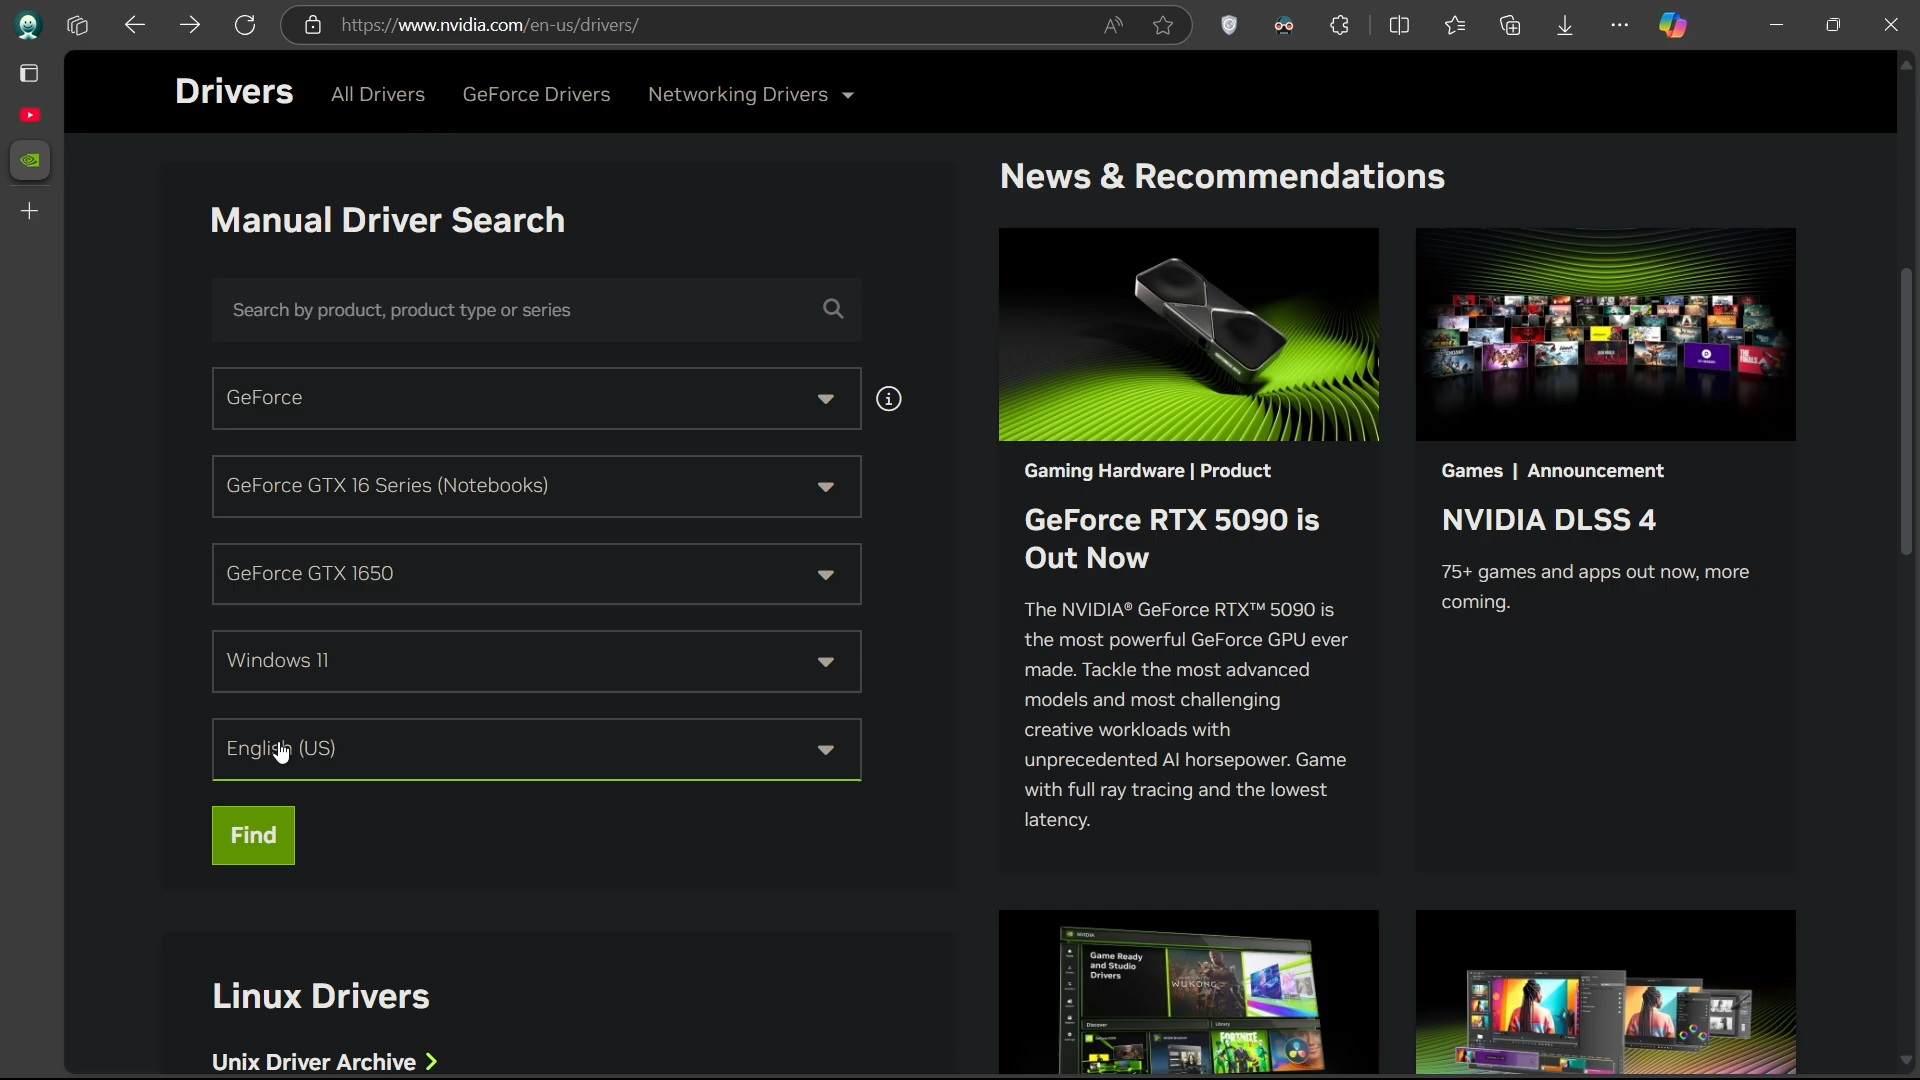 https://www.nvidia.com/en-us/drivers/
Drivers
All Drivers
GeForce Drivers
Networking Drivers
Manual Driver Search
Search by product, product type or series
GeForce
GeForce GTX 16 Series (Notebooks)
GeForce GTX 1650
Windows 11
English (US)
Find
Linux Drivers
Unix Driver Archive
News & Recommendations
Gaming Hardware | Product
GeForce RTX 5090 is
Out Now
The NVIDIA® GeForce RTX™ 5090 is
the most powerful GeForce GPU ever
made. Tackle the most advanced
models and most challenging
creative workloads with
unprecedented AI horsepower. Game
with full ray tracing and the lowest
latency.
Games | Announcement
NVIDIA DLSS 4
75+ games and apps out now, more
coming.
NVIDIA
Game Ready
and Studio
Drivers
WUKONG
Discover
Library
FORTNITE